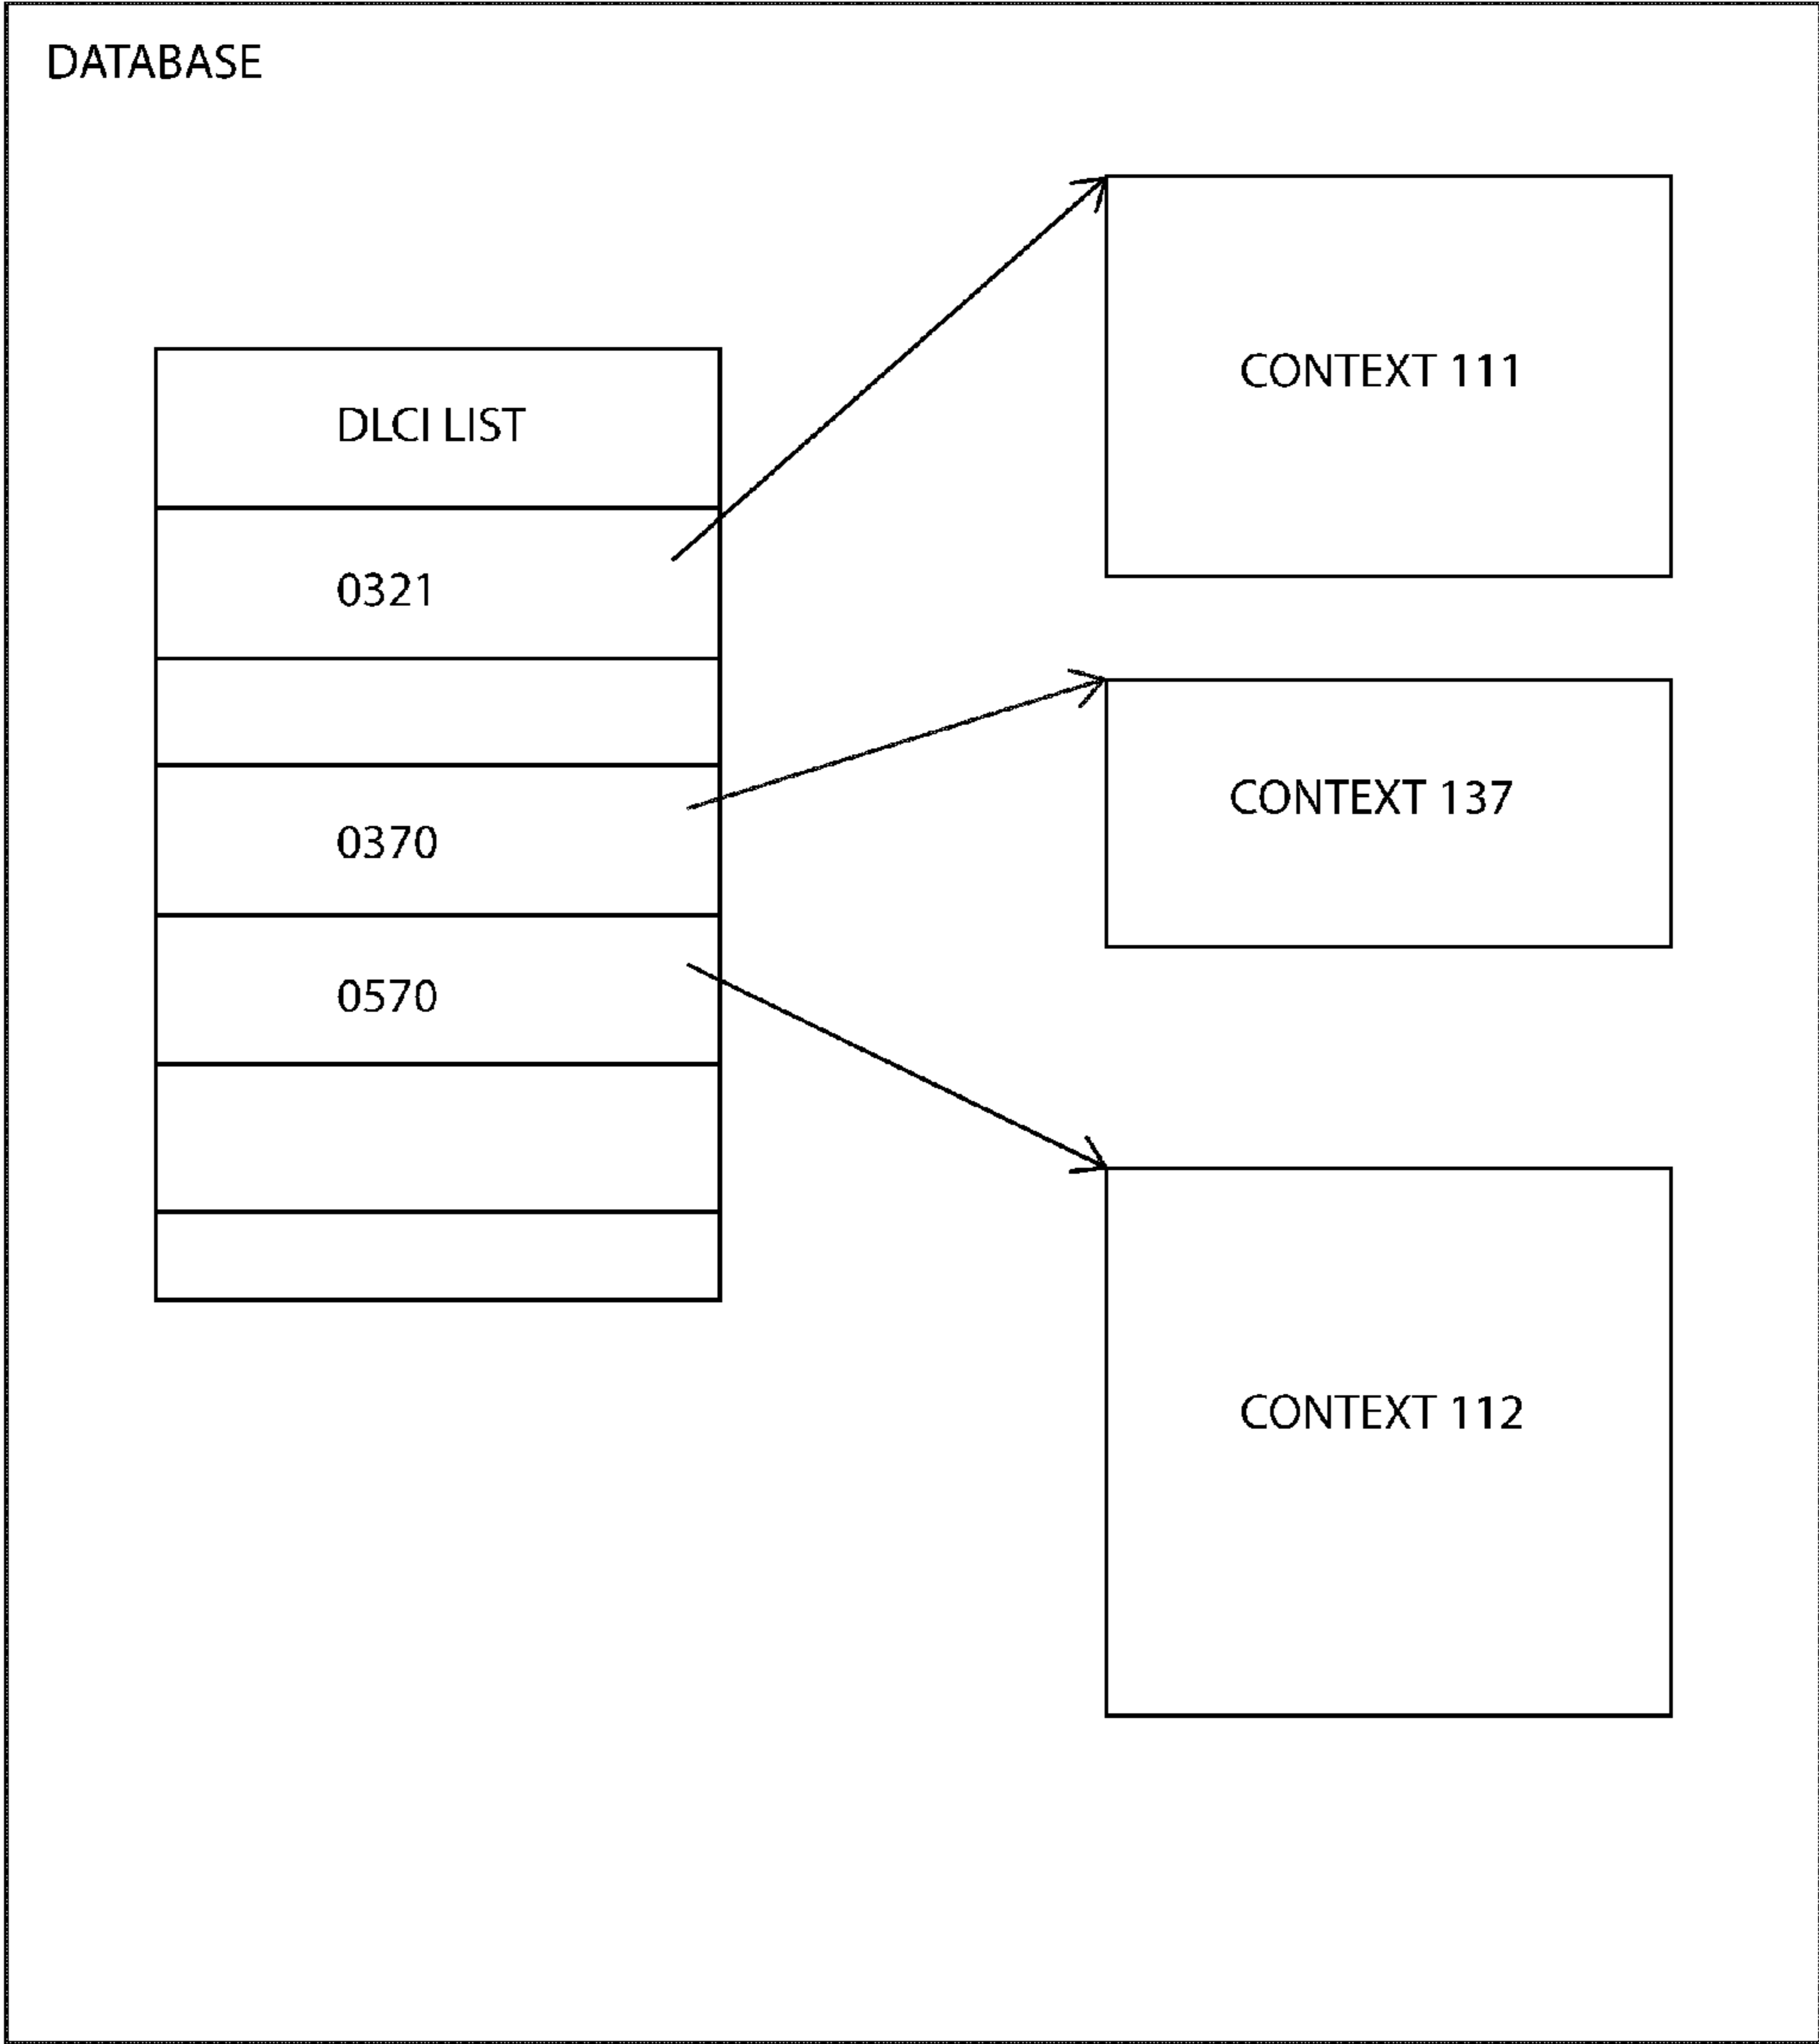 DATABASE
DLCI LIST
0321
0370
0570
CONTEXT 111
CONTEXT 137
CONTEXT 112